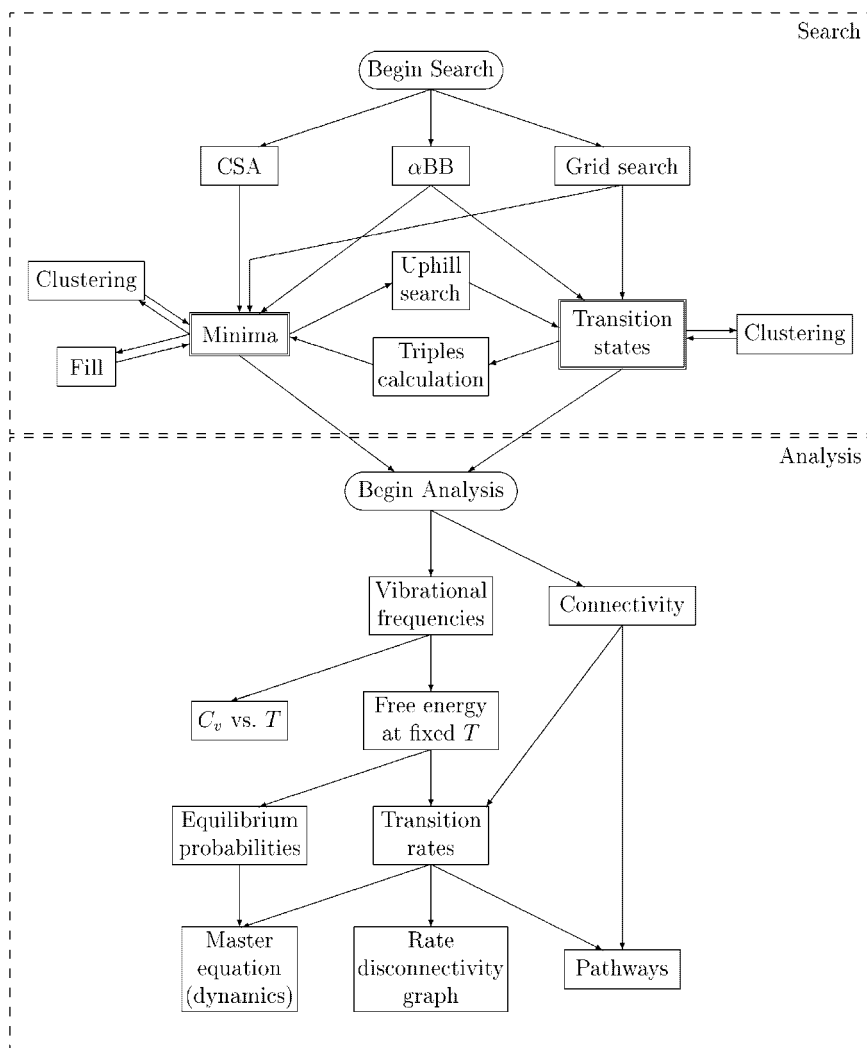 Search
Begin Search
CSA
αBB
Grid search
Clustering
Uphill
search
Minima
Transition
states
Clustering
Fill
Triples
calculation
Analysis
Begin Analysis
Vibrational
frequencies
Connectivity
C_v vs. T
Free energy
at fixed T
Equilibrium
probabilities
Transition
rates
Master
equation
(dynamics)
Rate
disconnectivity
graph
Pathways